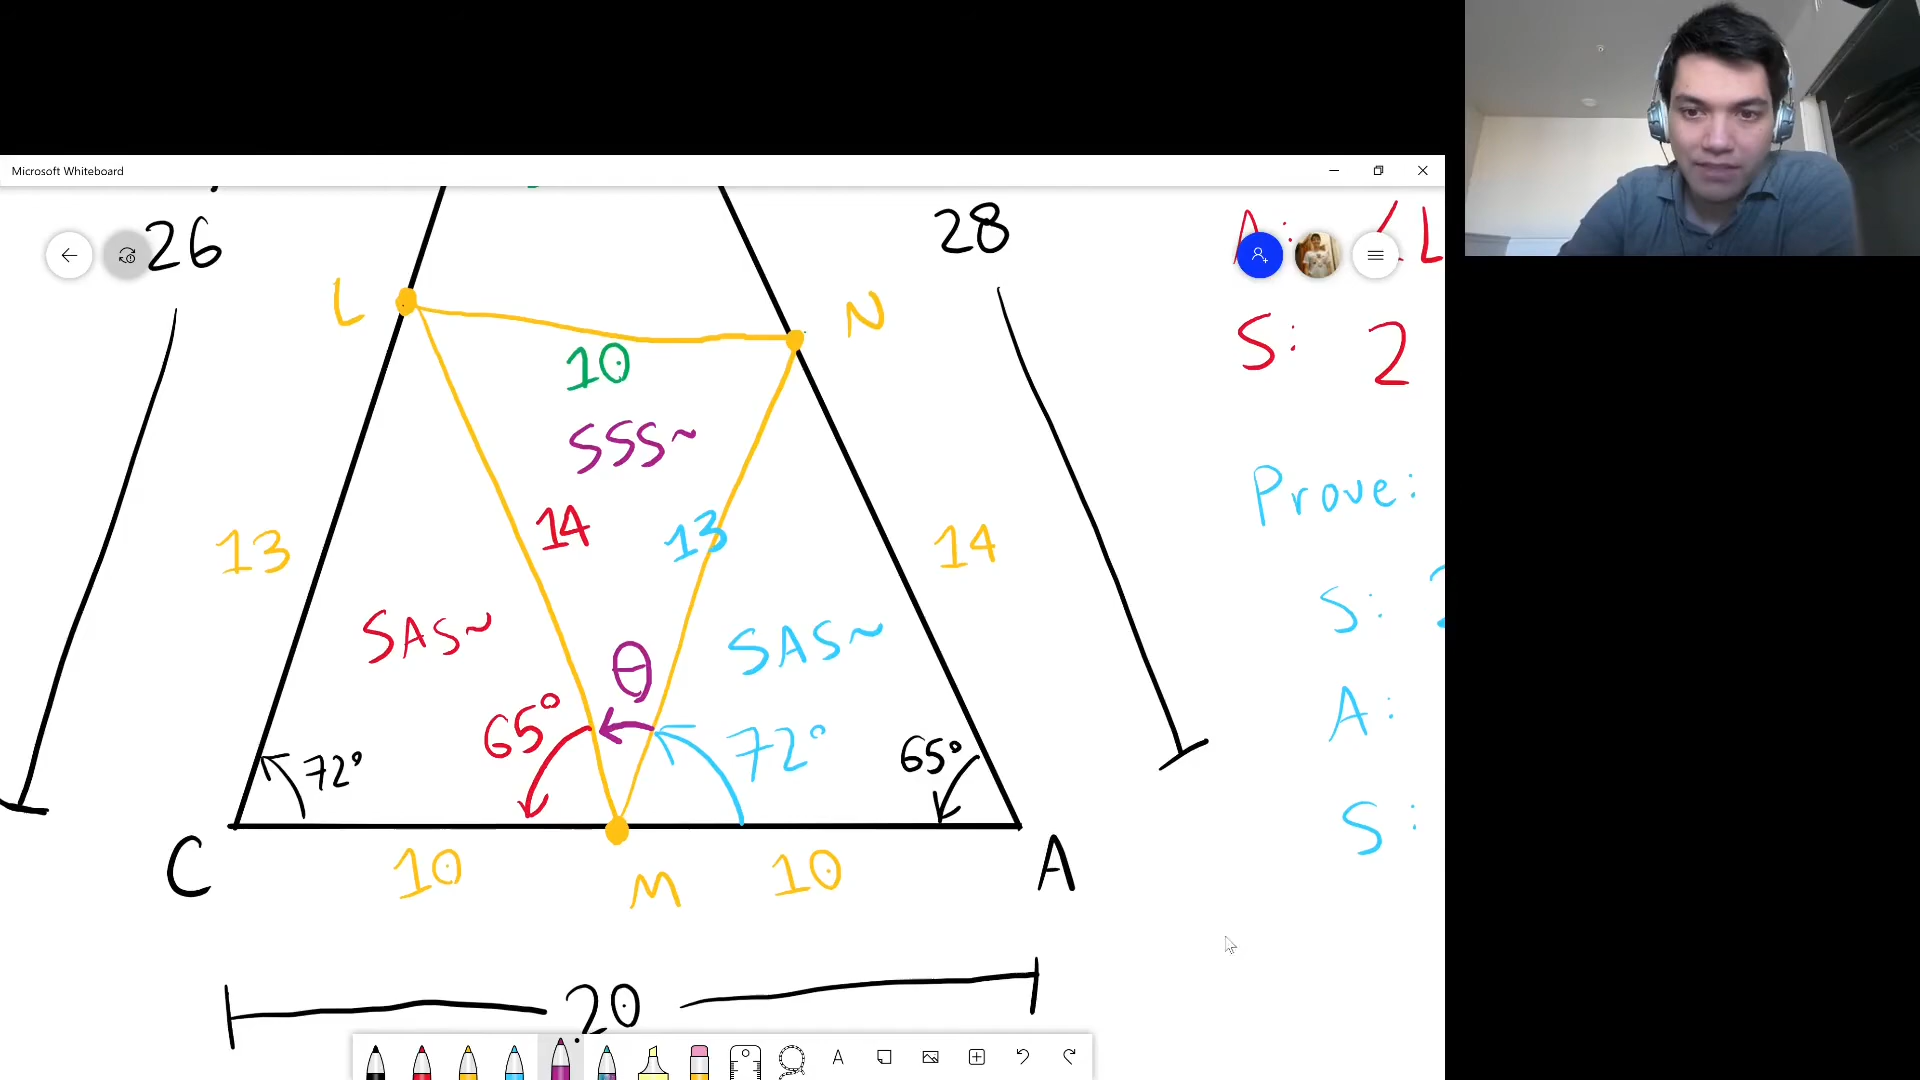 Microsoft Whiteboard
26
28
A: ∠L
S: 2
L
N
10
SSS~
14
13
13
14
Prove:
S:
SAS~
SAS~
θ
A:
65°
72°
72°
65°
S:
C
10
M
10
A
20
A